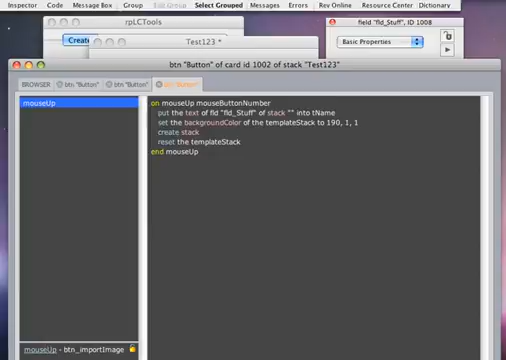 Inspector Code Message Box Group Edit Group Select Grouped Messages Errors Rev Online Resource Center Dictionary
rpLCTools
field "fld_Stuff", ID 1008
Create
Test123 *
Basic Properties
btn "Button" of card id 1002 of stack "Test123"
BROWSER btn "Button" btn "Button" btn "Button"
mouseUp
on mouseUp mouseButtonNumber
put the text of fld "fld_Stuff" of stack "" into tName
set the backgroundColor of the templateStack to 190, 1, 1
create stack
reset the templateStack
end mouseUp
mouseUp - btn_importImage